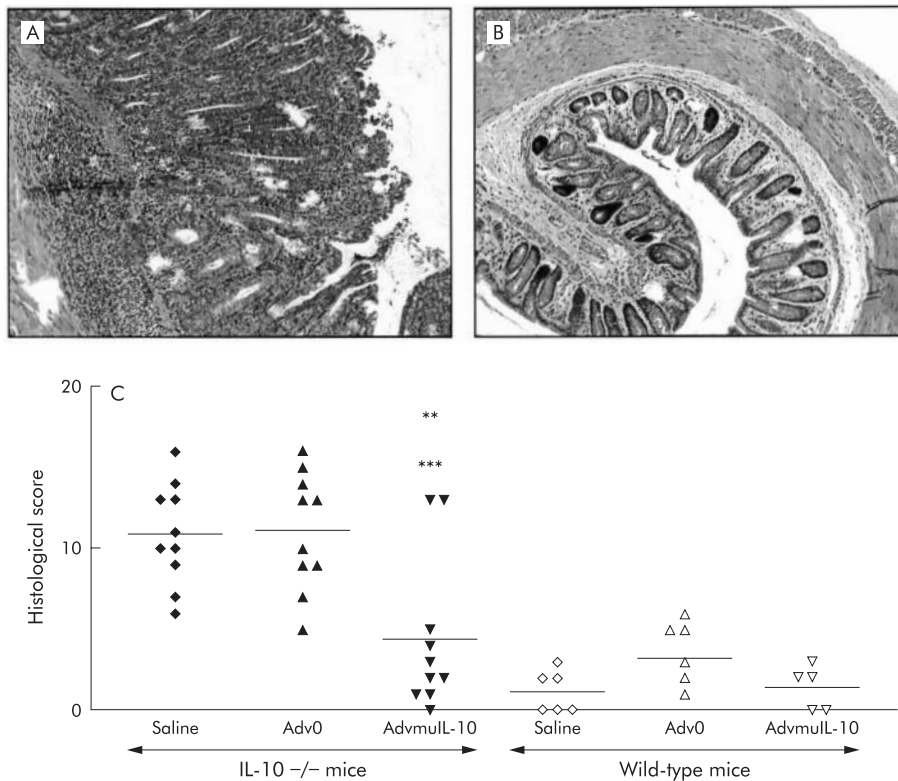 A
B
C
20
**
***
Histological score
10
0
Saline
Adv0
AdvmuIL-10
Saline
Adv0
AdvmuIL-10
IL-10 –/– mice
Wild-type mice